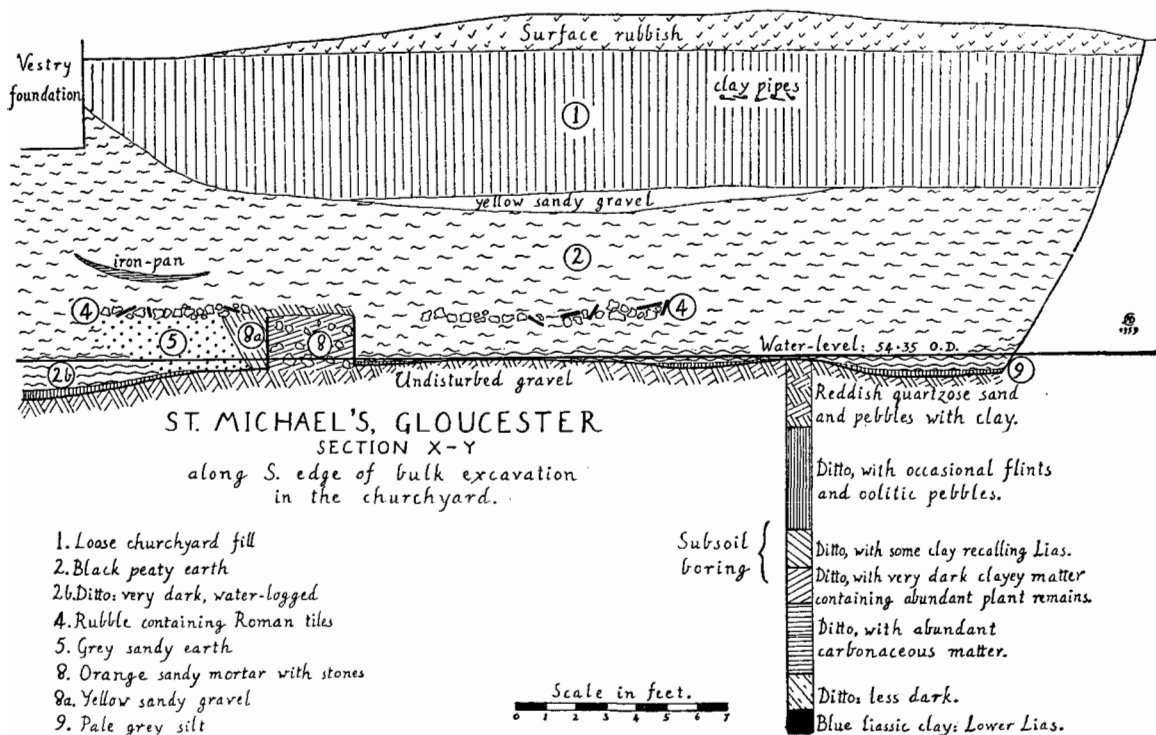 Surface rubbish
Vestry
foundation
clay pipes
1
yellow sandy gravel
2
iron-pan
4
4
5
8a
8
Water-level: 54·35 O.D.
2b
Undisturbed gravel
9
ST. MICHAEL'S, GLOUCESTER
SECTION X-Y
along S. edge of bulk excavation
in the churchyard.
1. Loose churchyard fill
2. Black peaty earth
2b. Ditto: very dark, water-logged
4. Rubble containing Roman tiles
5. Grey sandy earth
8. Orange sandy mortar with stones
8a. Yellow sandy gravel
9. Pale grey silt
Scale in feet.
0 1 2 3 4 5 6 7
Subsoil
boring
Reddish quartzose sand
and pebbles with clay.
Ditto, with occasional flints
and oolitic pebbles.
Ditto, with some clay recalling Lias.
Ditto, with very dark clayey matter
containing abundant plant remains.
Ditto, with abundant
carbonaceous matter.
Ditto: less dark.
Blue Liassic clay: Lower Lias.